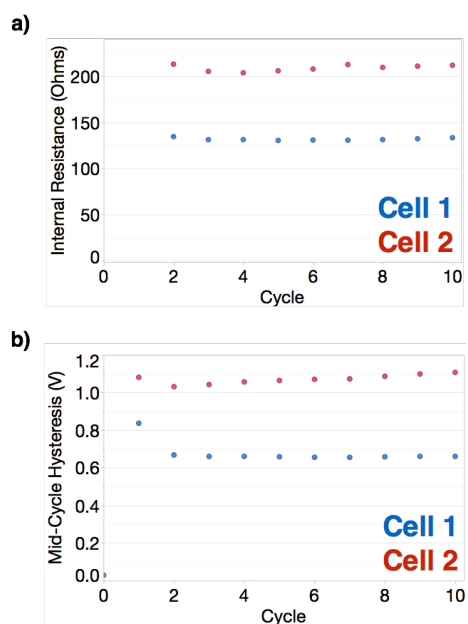 a)
Internal Resistance (Ohms)
200
150
100
50
0
Cell 1
Cell 2
0 2 4 6 8 10
Cycle
b)
Mid-Cycle Hysteresis (V)
1.2
1.0
0.8
0.6
0.4
0.2
0.0
Cell 1
Cell 2
0 2 4 6 8 10
Cycle